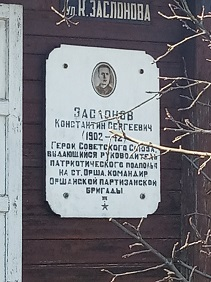 ул К. ЗАСЛОНОВА
ЗАСЛОНОВ
КОНСТАНТИН СЕРГЕЕВИЧ
1902-42
ГЕРОЙ СОВЕТСКОГО СОЮЗА
ВЫДАЮЩИЙСЯ РУКОВОДИТЕЛЬ
ПАТРИОТИЧЕСКОГО ПОДПОЛЬЯ
НА СТ. ОРША, КОМАНДИР
ОРШАНСКОЙ ПАРТИЗАНСКОЙ
БРИГАДЫ